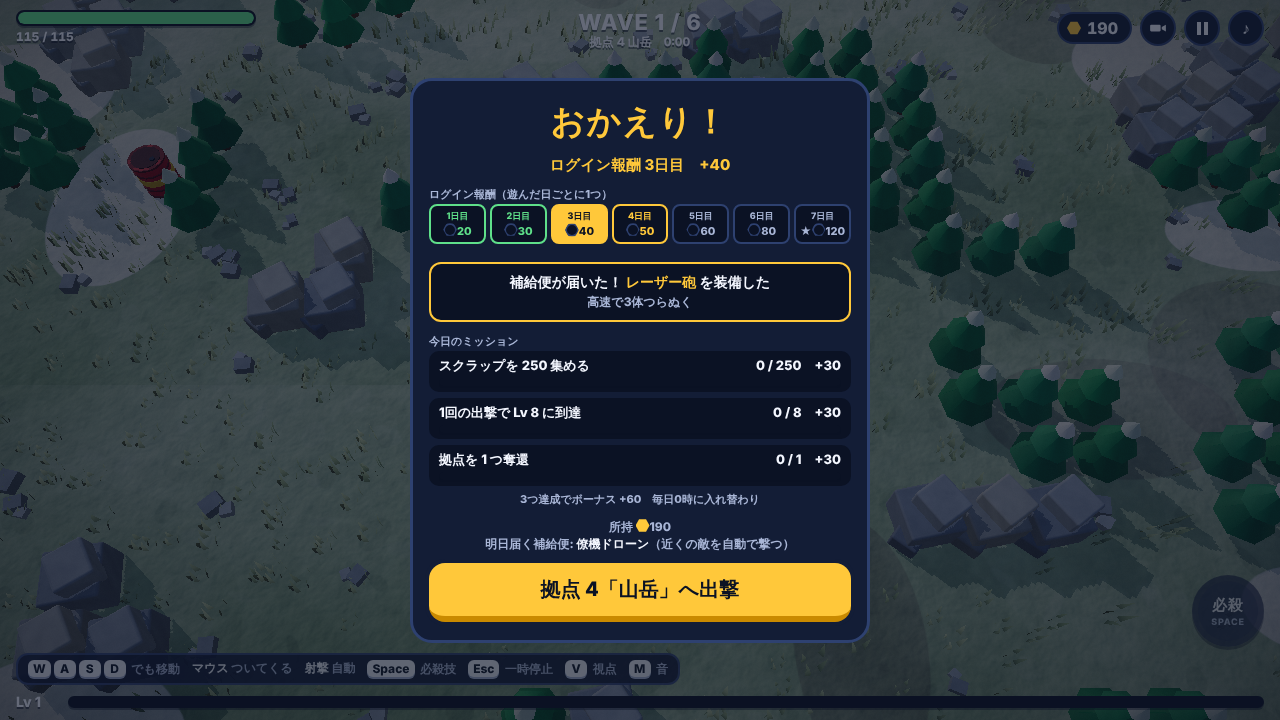 115 / 115
WAVE 1 / 6
拠点 4 山岳　0:00
190
おかえり！
ログイン報酬 3日目　+40
ログイン報酬（遊んだ日ごとに1つ）
1日目 2日目 3日目 4日目 5日目 6日目 7日目
20 30 40 50 60 80 ★120
補給便が届いた！ レーザー砲 を装備した
高速で3体つらぬく
今日のミッション
スクラップを 250 集める 0 / 250 +30
1回の出撃で Lv 8 に到達 0 / 8 +30
拠点を 1つ奪還 0 / 1 +30
3つ達成でボーナス +60　毎日0時に入れ替わり
所持 190
明日届く補給便: 僚機ドローン（近くの敵を自動で撃つ）
拠点 4「山岳」へ出撃
必殺
SPACE
W A S D でも移動 マウス ついてくる 射撃 自動 Space 必殺技 Esc 一時停止 V 視点 M 音
Lv 1